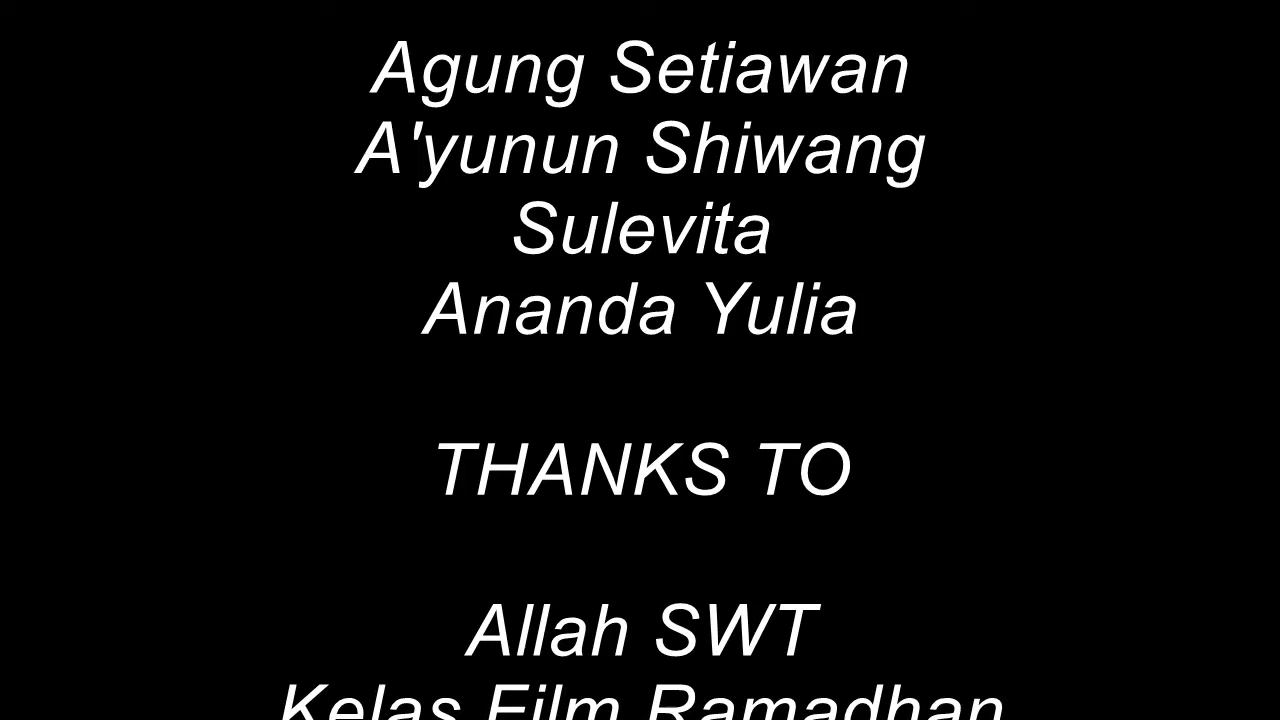 Agung Setiawan
A'yunun Shiwang
Sulevita
Ananda Yulia
THANKS TO
Allah SWT
Kelas Film Ramadhan